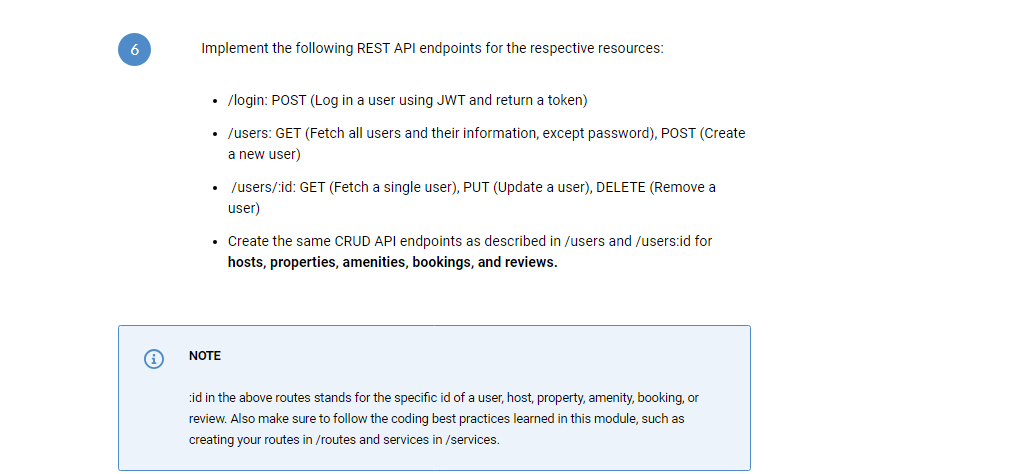 6
Implement the following REST API endpoints for the respective resources:
• /login: POST (Log in a user using JWT and return a token)
• /users: GET (Fetch all users and their information, except password), POST (Create
a new user)
• /users/:id: GET (Fetch a single user), PUT (Update a user), DELETE (Remove a
user)
• Create the same CRUD API endpoints as described in /users and /users:id for
hosts, properties, amenities, bookings, and reviews.
NOTE
:id in the above routes stands for the specific id of a user, host, property, amenity, booking, or
review. Also make sure to follow the coding best practices learned in this module, such as
creating your routes in /routes and services in /services.